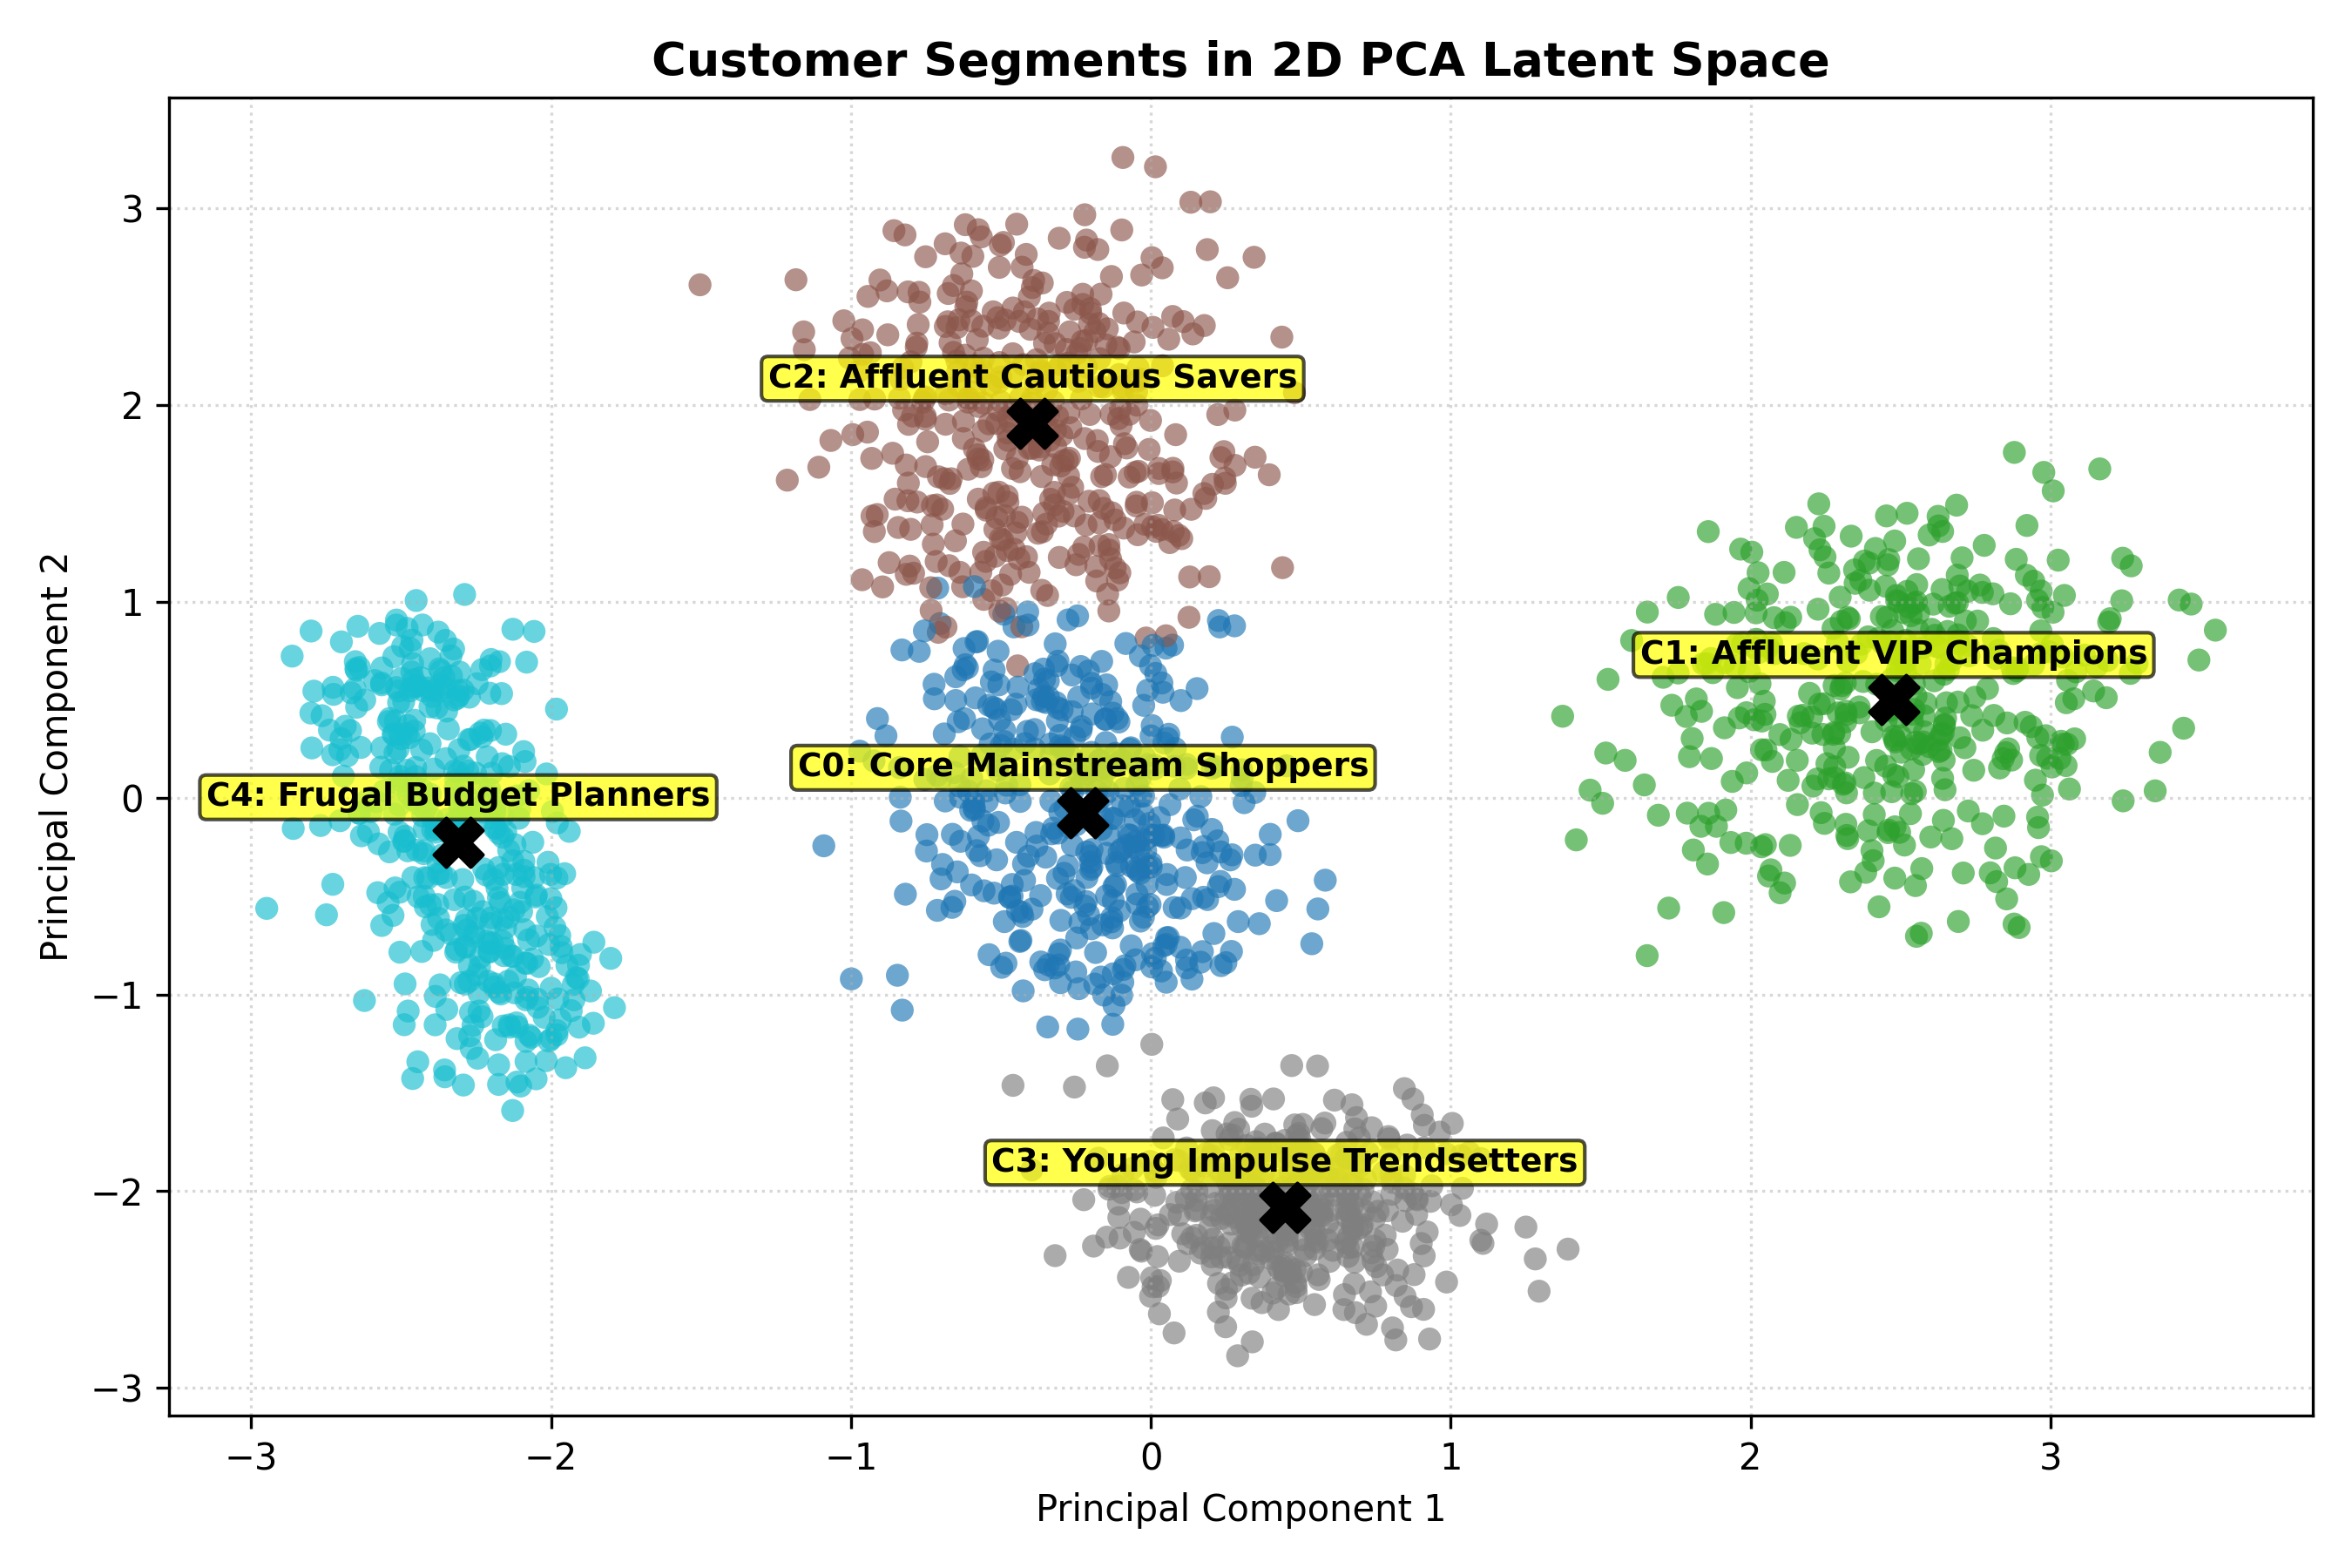 Customer Segments in 2D PCA Latent Space
Principal Component 2
3
2
1
0
−1
−2
−3
C2: Affluent Cautious Savers
C1: Affluent VIP Champions
C0: Core Mainstream Shoppers
C4: Frugal Budget Planners
C3: Young Impulse Trendsetters
−3
−2
−1
0
1
2
3
Principal Component 1